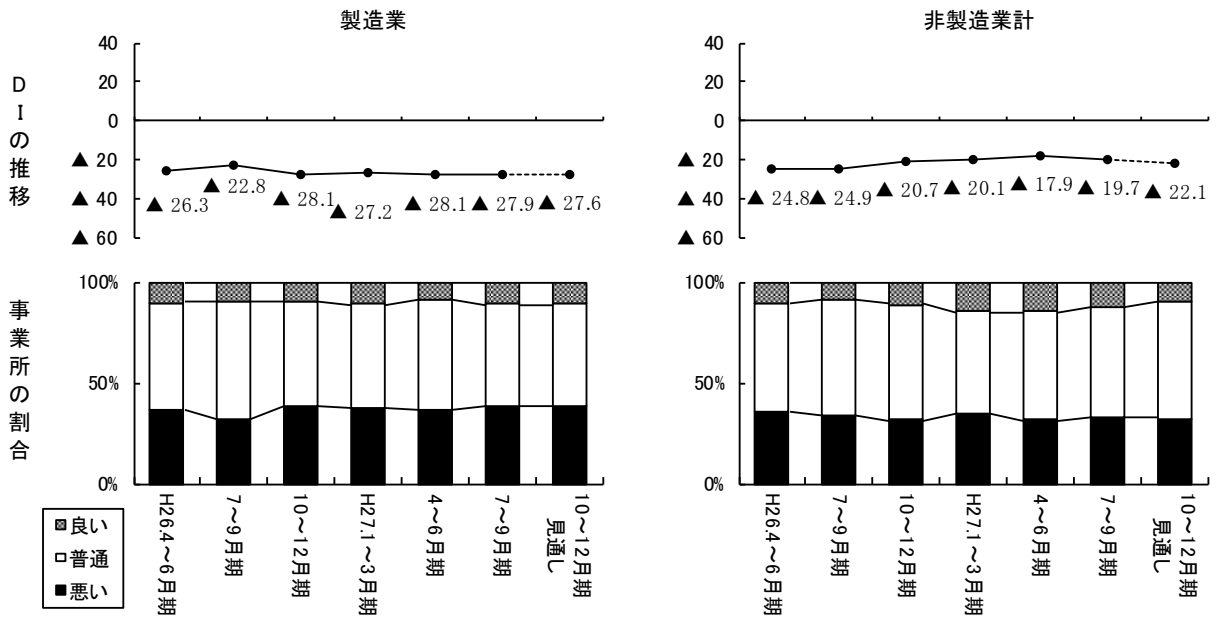 製造業
非製造業計
DIの推移
40
20
0
▲ 20
▲ 40
▲ 60
▲ 26.3
▲ 22.8
▲ 28.1
▲ 27.2
▲ 28.1
▲ 27.9
▲ 27.6
40
20
0
▲ 20
▲ 40
▲ 60
▲ 24.8
▲ 24.9
▲ 20.7
▲ 20.1
▲ 17.9
▲ 19.7
▲ 22.1
事業所の割合
100%
50%
0%
H26.4～6月期
7～9月期
10～12月期
H27.1～3月期
4～6月期
7～9月期
10～12月期
見通し
100%
50%
0%
H26.4～6月期
7～9月期
10～12月期
H27.1～3月期
4～6月期
7～9月期
10～12月期
見通し
良い
普通
悪い